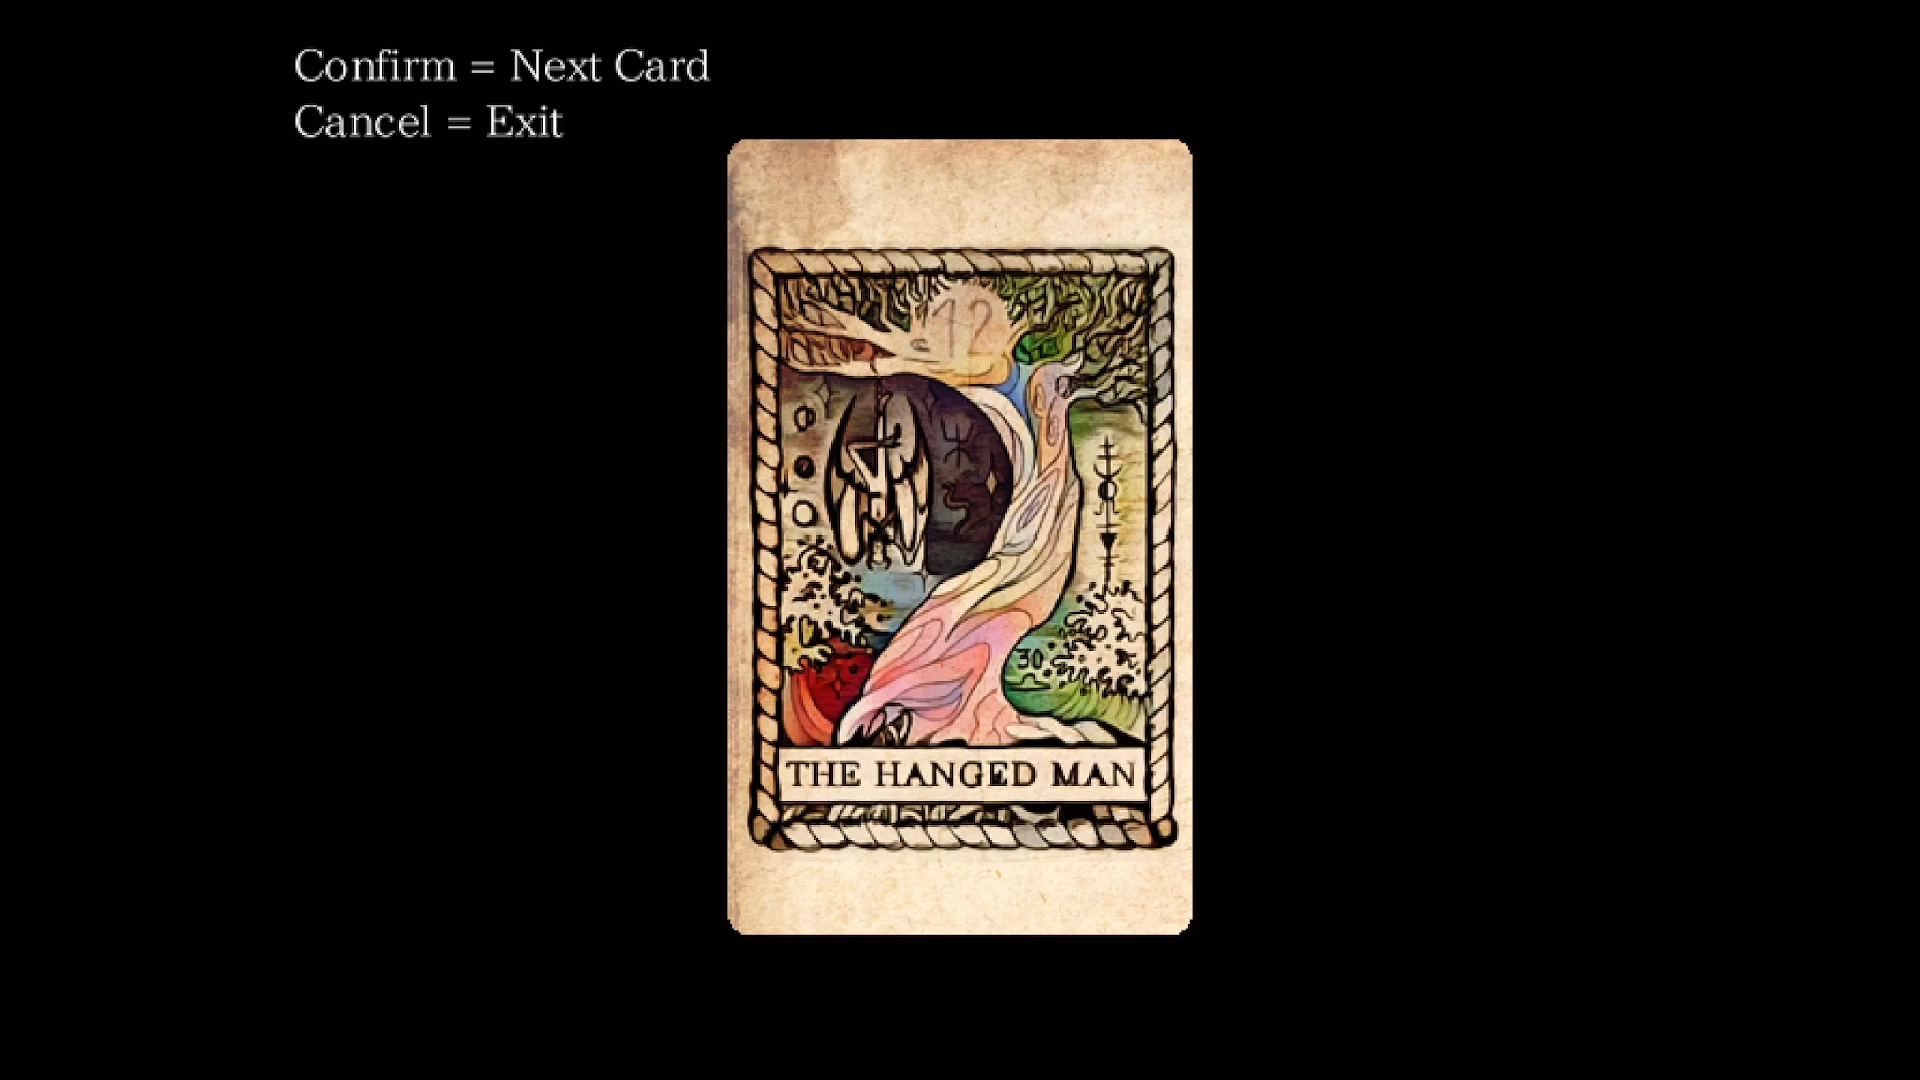 Confirm = Next Card
Cancel = Exit
12
30
THE HANGED MAN